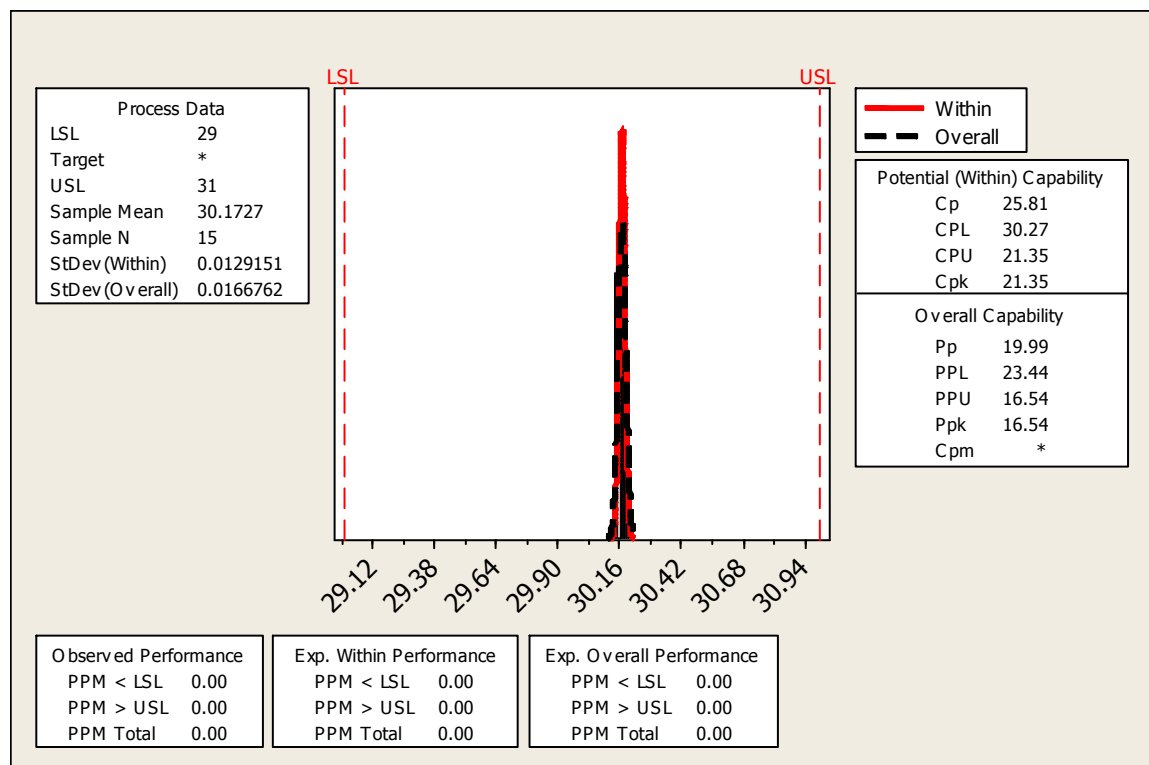 LSL USL
Process Data
LSL 29
Target *
USL 31
Sample Mean 30.1727
Sample N 15
StDev(Within) 0.0129151
StDev(Overall) 0.0166762
Within
Overall
Potential (Within) Capability
Cp 25.81
CPL 30.27
CPU 21.35
Cpk 21.35
Overall Capability
Pp 19.99
PPL 23.44
PPU 16.54
Ppk 16.54
Cpm *
29.12 29.38 29.64 29.90 30.16 30.42 30.68 30.94
Observed Performance
PPM < LSL 0.00
PPM > USL 0.00
PPM Total 0.00
Exp. Within Performance
PPM < LSL 0.00
PPM > USL 0.00
PPM Total 0.00
Exp. Overall Performance
PPM < LSL 0.00
PPM > USL 0.00
PPM Total 0.00